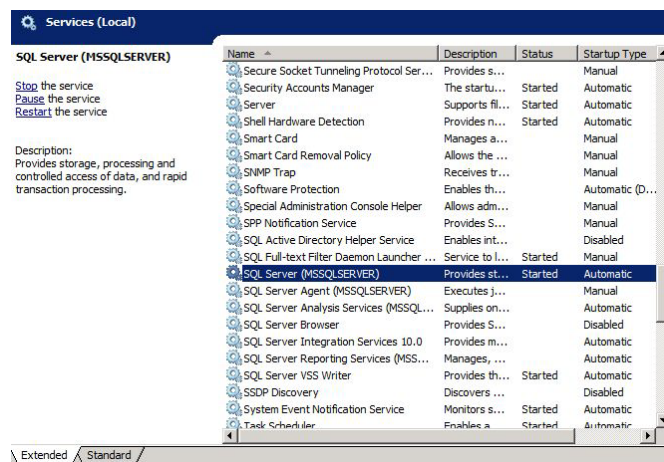 Services (Local)
SQL Server (MSSQLSERVER)
Stop the service
Pause the service
Restart the service
Description:
Provides storage, processing and
controlled access of data, and rapid
transaction processing.
Name Description Status Startup Type
Secure Socket Tunneling Protocol Ser... Provides s... Manual
Security Accounts Manager The startu... Started Automatic
Server Supports fil... Started Automatic
Shell Hardware Detection Provides n... Started Automatic
Smart Card Manages a... Manual
Smart Card Removal Policy Allows the ... Manual
SNMP Trap Receives tr... Manual
Software Protection Enables th... Automatic (D...
Special Administration Console Helper Allows adm... Manual
SPP Notification Service Provides S... Manual
SQL Active Directory Helper Service Enables int... Disabled
SQL Full-text Filter Daemon Launcher ... Service to l... Started Manual
SQL Server (MSSQLSERVER) Provides st... Started Automatic
SQL Server Agent (MSSQLSERVER) Executes j... Manual
SQL Server Analysis Services (MSSQL... Supplies on... Automatic
SQL Server Browser Provides S... Disabled
SQL Server Integration Services 10.0 Provides m... Automatic
SQL Server Reporting Services (MSS... Manages, ... Automatic
SQL Server VSS Writer Provides th... Started Automatic
SSDP Discovery Discovers ... Disabled
System Event Notification Service Monitors s... Started Automatic
Task Scheduler Enables a Started Automatic
Extended Standard